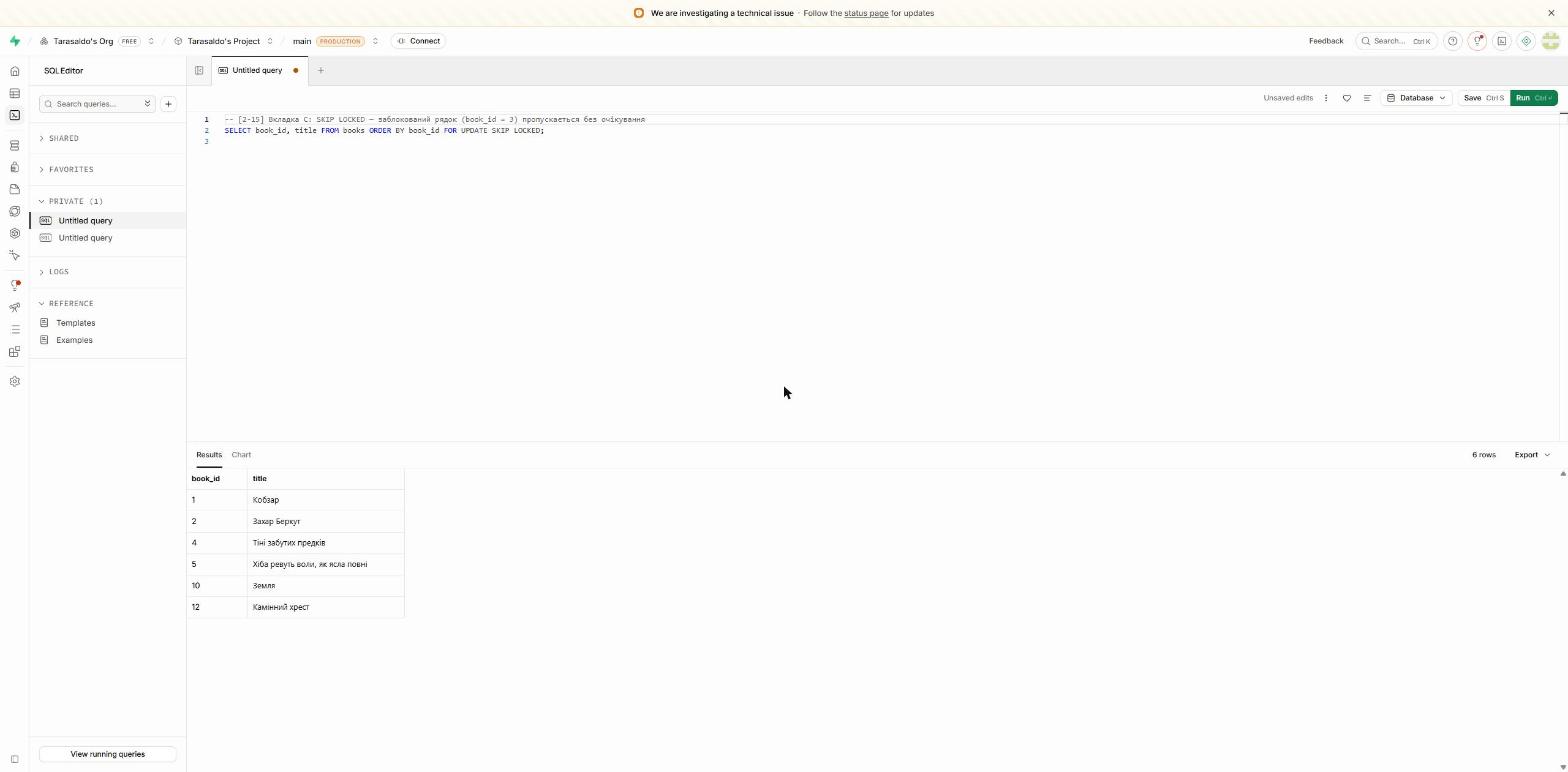 We are investigating a technical issue · Follow the status page for updates
Tarasaldo's Org FREE / Tarasaldo's Project / main PRODUCTION Connect
Feedback Search... Ctrl K
SQL Editor
Untitled query
Search queries...
Unsaved edits Database Save Ctrl S Run Ctrl ↵
1 -- [2-15] Вкладка C: SKIP LOCKED — заблокований рядок (book_id = 3) пропускається без очікування
2 SELECT book_id, title FROM books ORDER BY book_id FOR UPDATE SKIP LOCKED;
3
SHARED
FAVORITES
PRIVATE (1)
Untitled query
Untitled query
LOGS
REFERENCE
Templates
Examples
View running queries
Results Chart 6 rows Export
book_id title
1 Кобзар
2 Захар Беркут
4 Тіні забутих предків
5 Хіба ревуть воли, як ясла повні
10 Земля
12 Камінний хрест